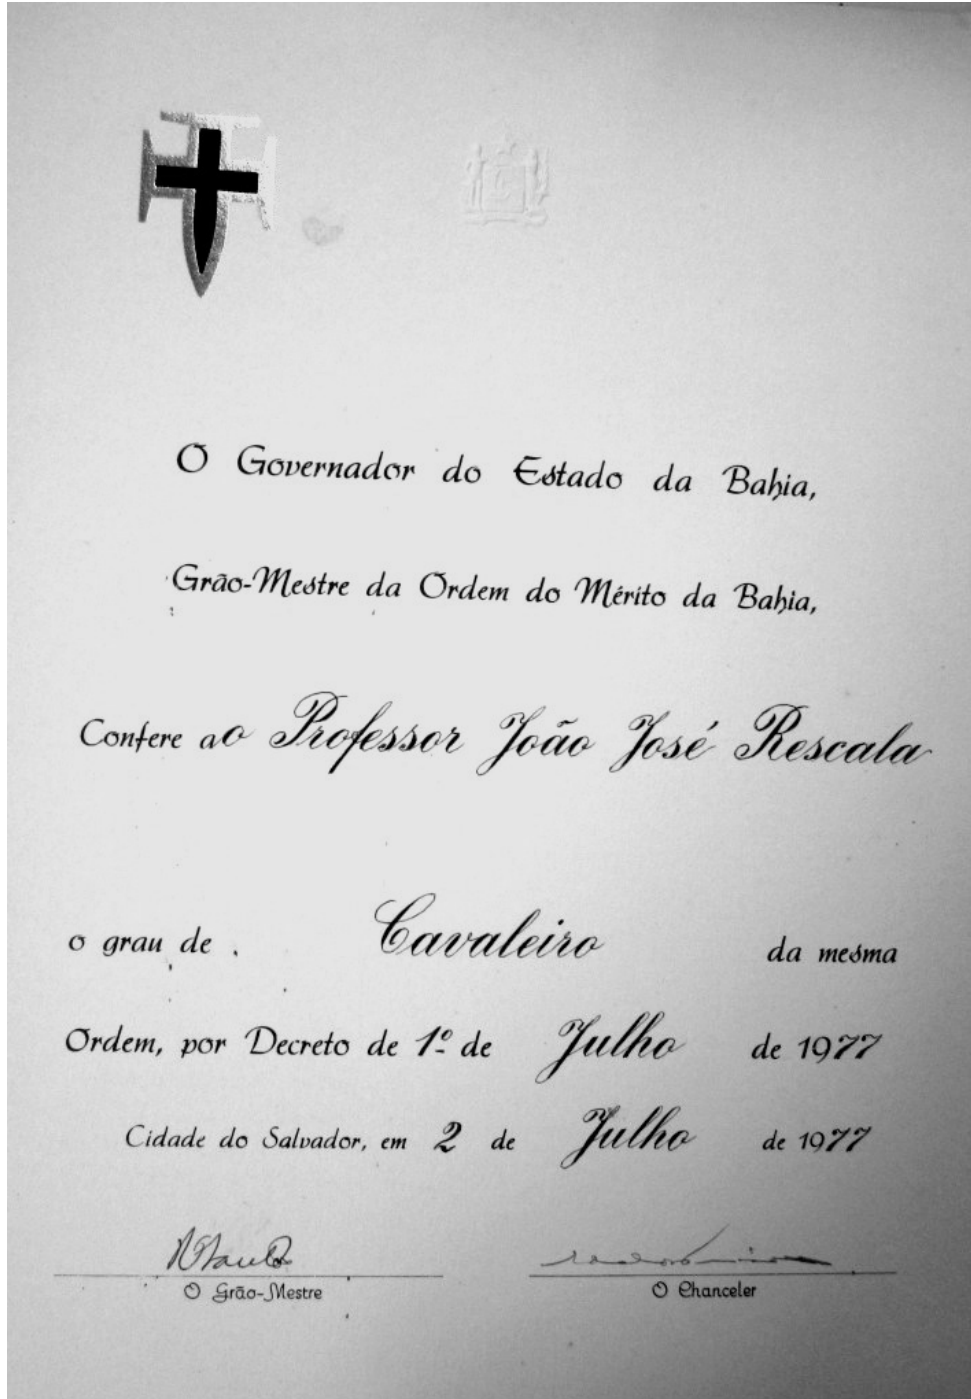 O Governador do Estado da Bahia,
Grão-Mestre da Ordem do Mérito da Bahia,
Confere ao Professor João José Rescala
o grau de Cavaleiro da mesma
Ordem, por Decreto de 1º de Julho de 1977
Cidade do Salvador, em 2 de Julho de 1977
O Grão-Mestre O Chanceler